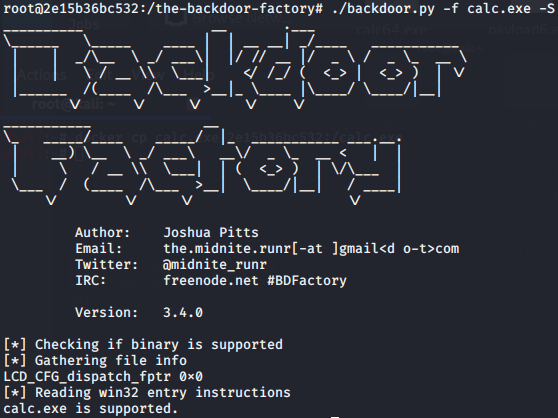 root@2e15b36bc532:/the-backdoor-factory# ./backdoor.py -f calc.exe -S
Backdoor
Factory
Author: Joshua Pitts
Email: the.midnite.runr[-at ]gmail<d o-t>com
Twitter: @midnite_runr
IRC: freenode.net #BDFactory
Version: 3.4.0
[*] Checking if binary is supported
[*] Gathering file info
LCD_CFG_dispatch_fptr 0×0
[*] Reading win32 entry instructions
calc.exe is supported.